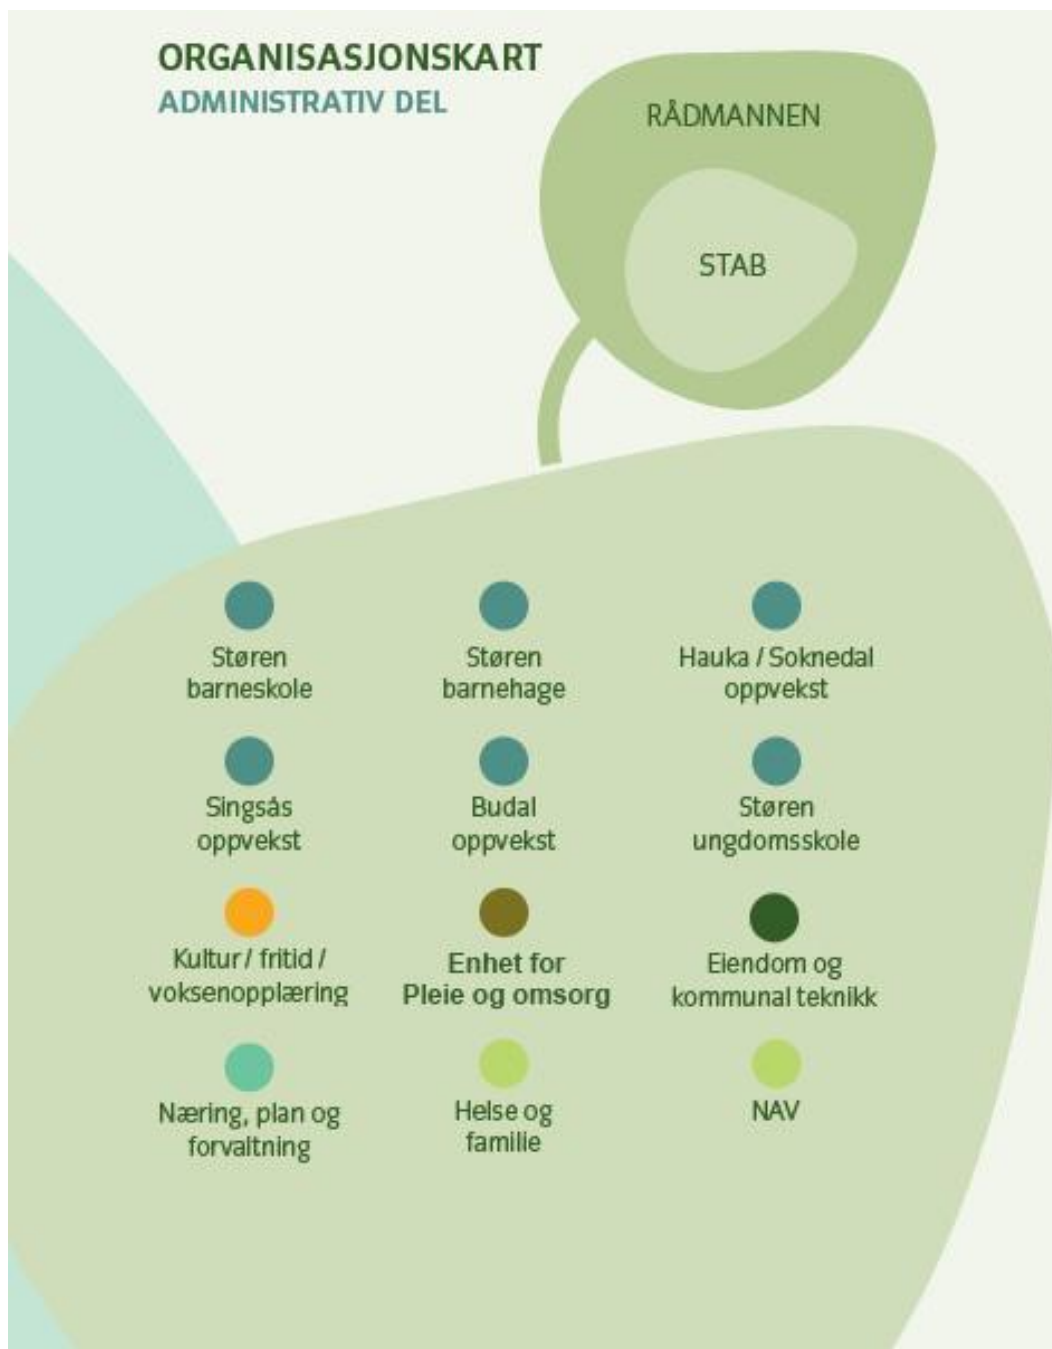 ORGANISASJONSKART
ADMINISTRATIV DEL
RÅDMANNEN
STAB
Støren
barneskole
Støren
barnehage
Hauka / Soknedal
oppvekst
Singsås
oppvekst
Budal
oppvekst
Støren
ungdomsskole
Kultur / fritid /
voksenopplæring
Enhet for
Pleie og omsorg
Eiendom og
kommunal teknikk
Næring, plan og
forvaltning
Helse og
familie
NAV